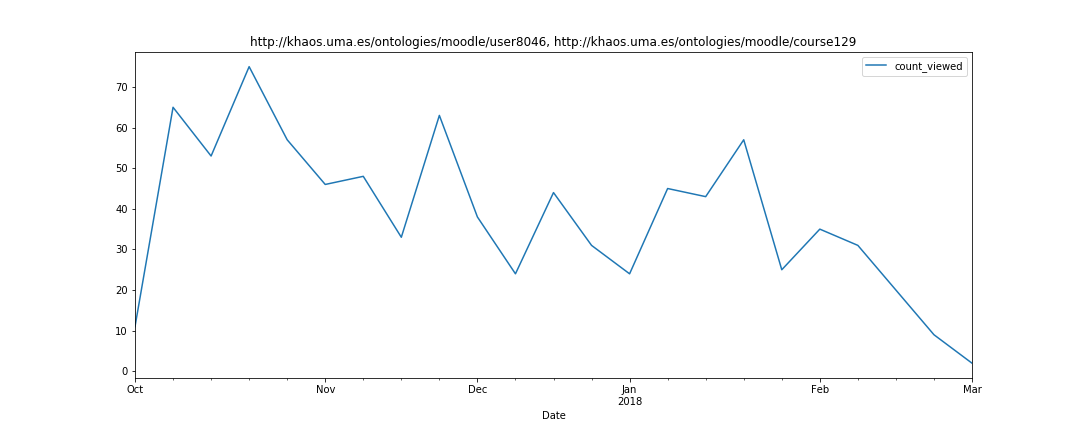 http://khaos.uma.es/ontologies/moodle/user8046, http://khaos.uma.es/ontologies/moodle/course129
count_viewed
70
60
50
40
30
20
10
0
Oct Nov Dec Jan Feb Mar
2018
Date